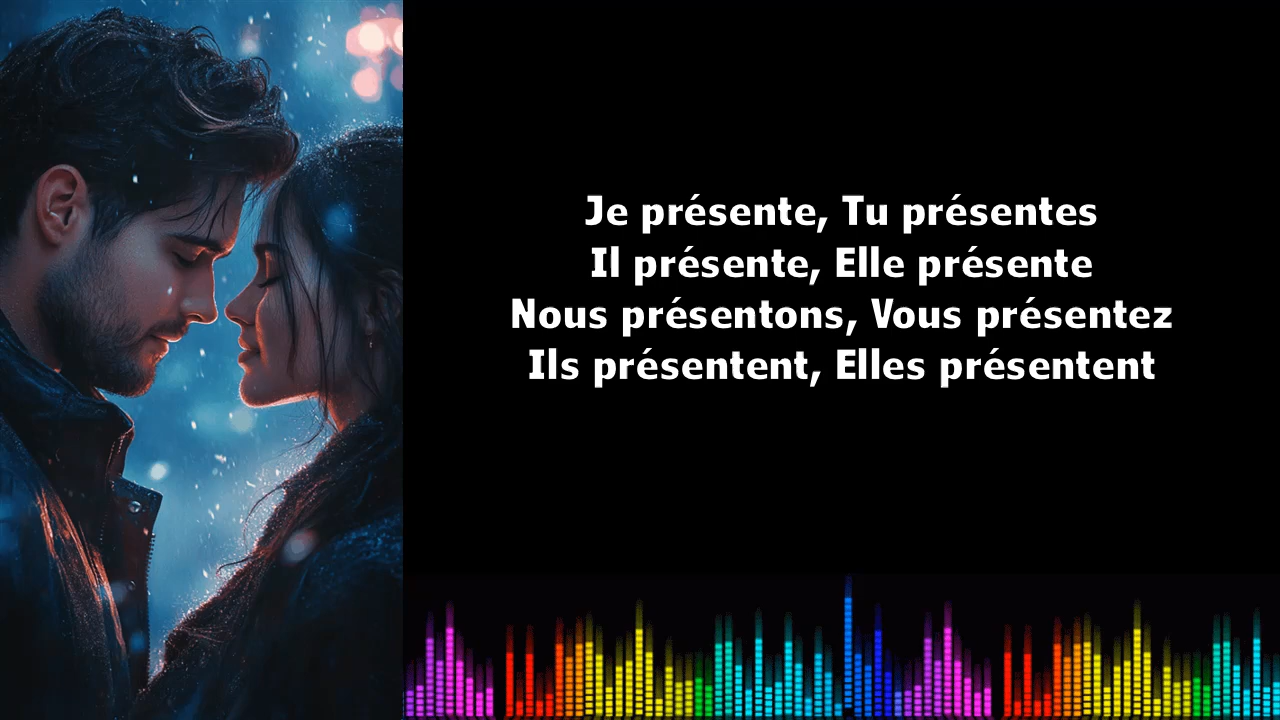 Je présente, Tu présentes
Il présente, Elle présente
Nous présentons, Vous présentez
Ils présentent, Elles présentent